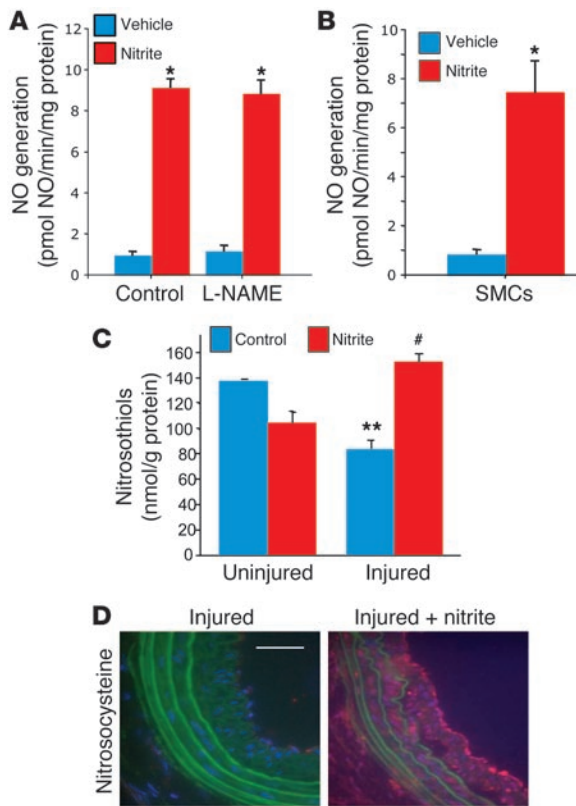 A
Vehicle
Nitrite
NO generation
(pmol NO/min/mg protein)
12
10
8
6
4
2
0
*
*
Control
L-NAME
B
Vehicle
Nitrite
NO generation
(pmol NO/min/mg protein)
10
8
6
4
2
0
*
SMCs
C
Control
Nitrite
Nitrosothiols
(nmol/g protein)
160
140
120
100
80
60
40
20
0
**
#
Uninjured
Injured
D
Injured
Injured + nitrite
Nitrosocysteine